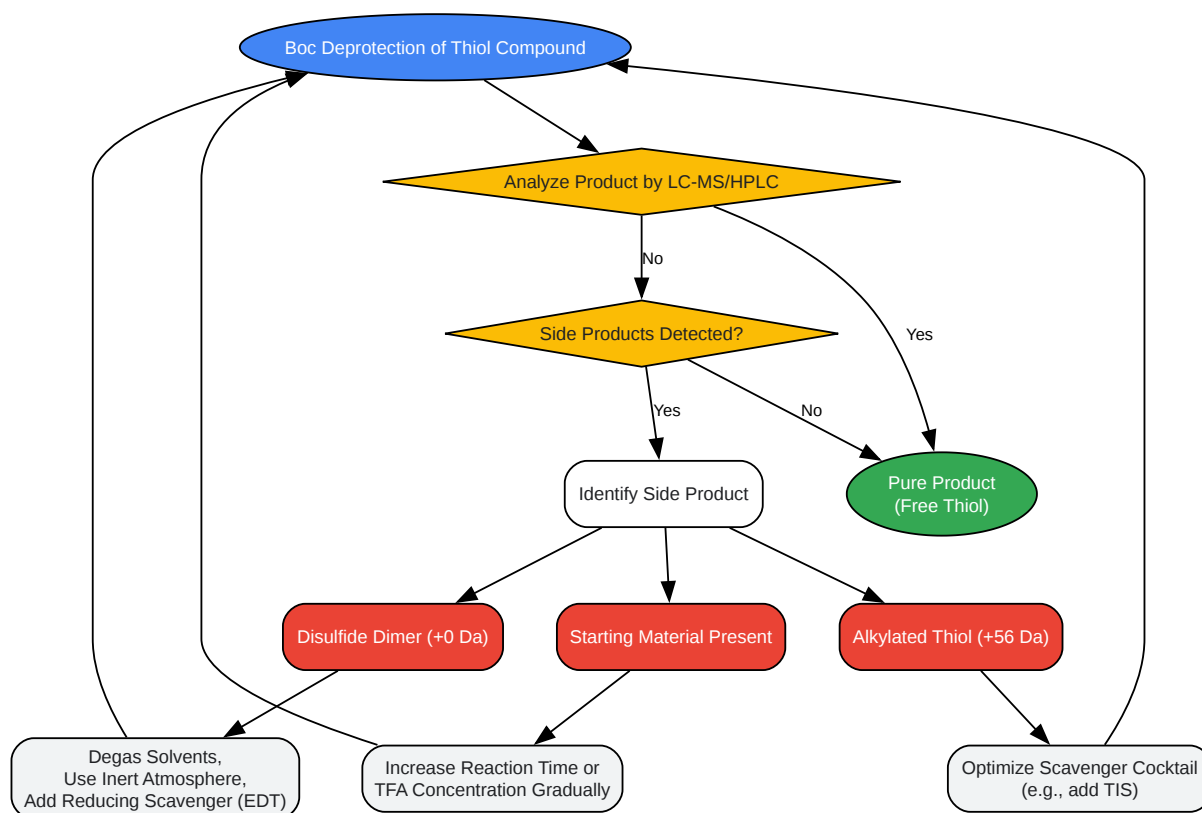 Boc Deprotection of Thiol Compound
Analyze Product by LC-MS/HPLC
No
Side Products Detected?
Yes
Yes
No
Identify Side Product
Pure Product
(Free Thiol)
Disulfide Dimer (+0 Da)
Starting Material Present
Alkylated Thiol (+56 Da)
Degas Solvents,
Use Inert Atmosphere,
Add Reducing Scavenger (EDT)
Increase Reaction Time or
TFA Concentration Gradually
Optimize Scavenger Cocktail
(e.g., add TIS)